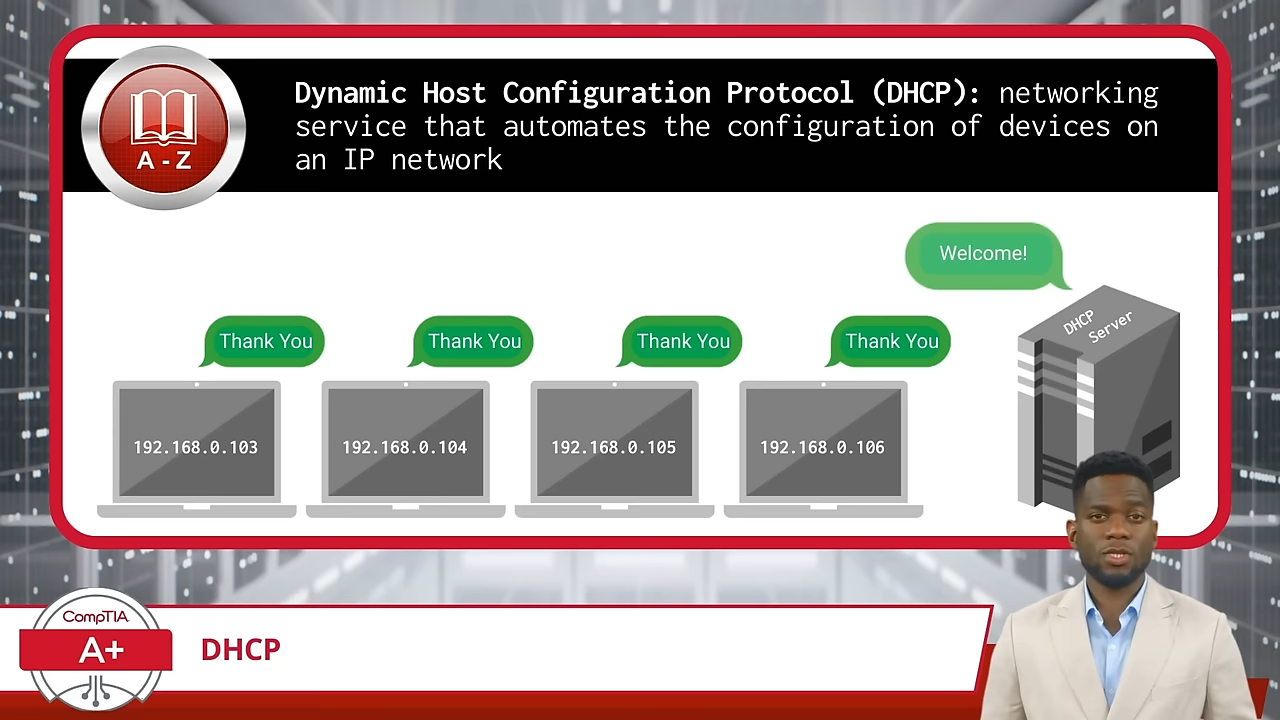 Dynamic Host Configuration Protocol (DHCP): networking
service that automates the configuration of devices on
an IP network
A - Z
Welcome!
DHCP
Server
Thank You
Thank You
Thank You
Thank You
192.168.0.103
192.168.0.104
192.168.0.105
192.168.0.106
CompTIA
A+
DHCP